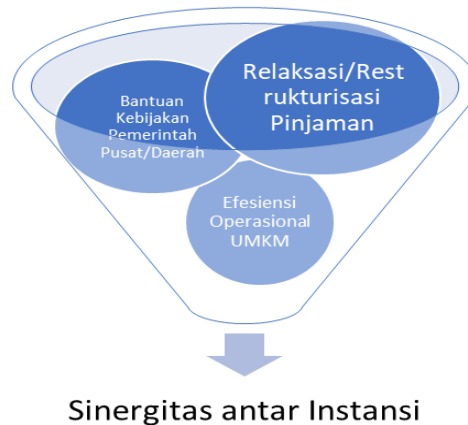 Bantuan
Kebijakan
Pemerintah
Pusat/Daerah
Relaksasi/Rest
rukturisasi
Pinjaman
Efesiensi
Operasional
UMKM
Sinergitas antar Instansi